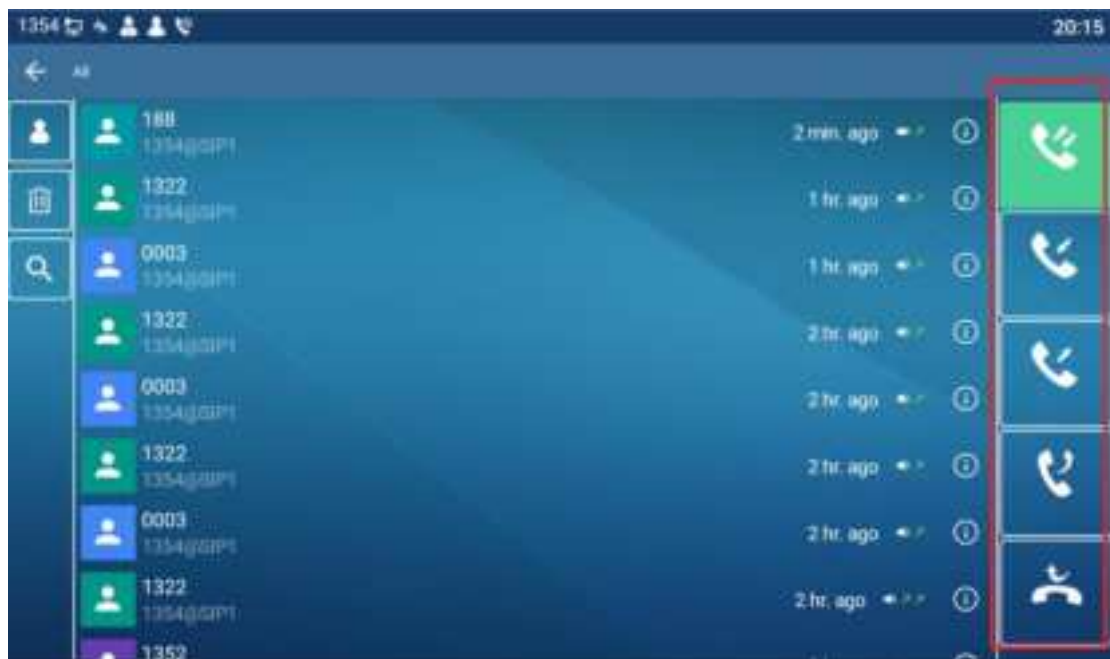 1354
20:15
All
188
1354@SIP1
2 min. ago
1322
1354@SIP1
1 hr. ago
0003
1354@SIP1
1 hr. ago
1322
1354@SIP1
2 hr. ago
0003
1354@SIP1
2 hr. ago
1322
1354@SIP1
2 hr. ago
0003
1354@SIP1
2 hr. ago
1322
1354@SIP1
2 hr. ago
1352